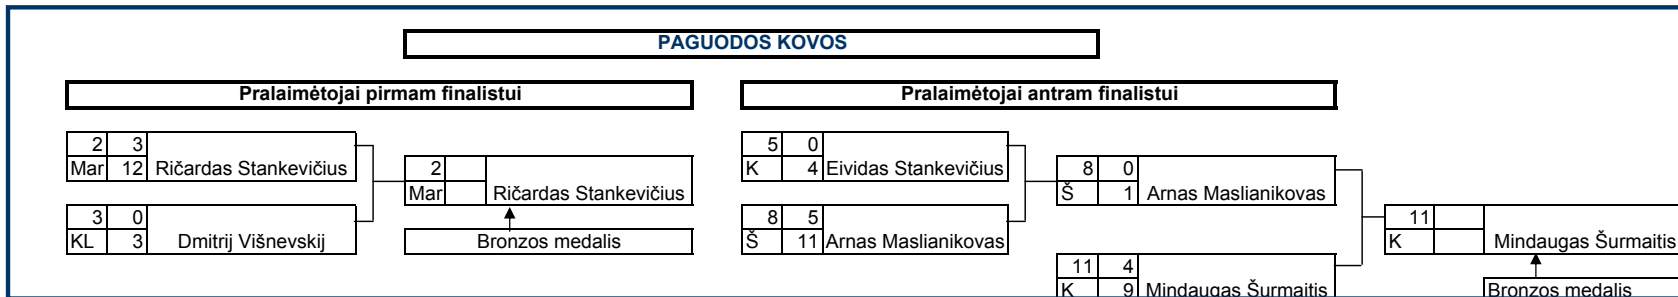 PAGUODOS KOVOS
Pralaimėtojai pirmam finalistui
Pralaimėtojai antram finalistui
2 3
Mar 12 Ričardas Stankevičius
3 0
KL 3 Dmitrij Višnevskij
2
Mar Ričardas Stankevičius
Bronzos medalis
5 0
K 4 Eividas Stankevičius
8 5
Š 11 Arnas Maslianikovas
8 0
Š 1 Arnas Maslianikovas
11 4
K 9 Mindaugas Šurmaitis
11
K Mindaugas Šurmaitis
Bronzos medalis